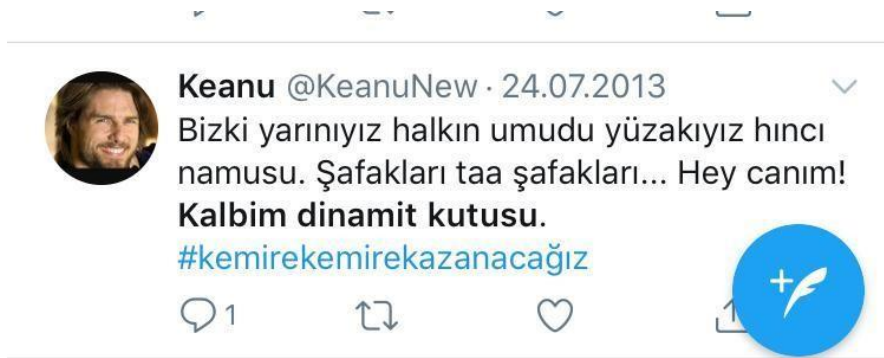 Keanu @KeanuNew · 24.07.2013
Bizki yarınıyız halkın umudu yüzakıyız hıncı
namusu. Şafakları taa şafakları... Hey canım!
Kalbim dinamit kutusu.
#kemirekemirekazanacağız
1